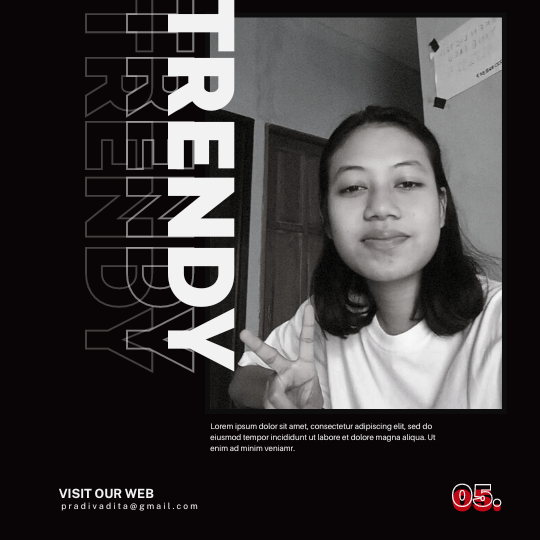 TRENDY
TRENDY
TRENDY
Lorem ipsum dolor sit amet, consectetur adipiscing elit, sed do
eiusmod tempor incididunt ut labore et dolore magna aliqua. Ut
enim ad minim veniamr.
VISIT OUR WEB
pradivadita@gmail.com
05.